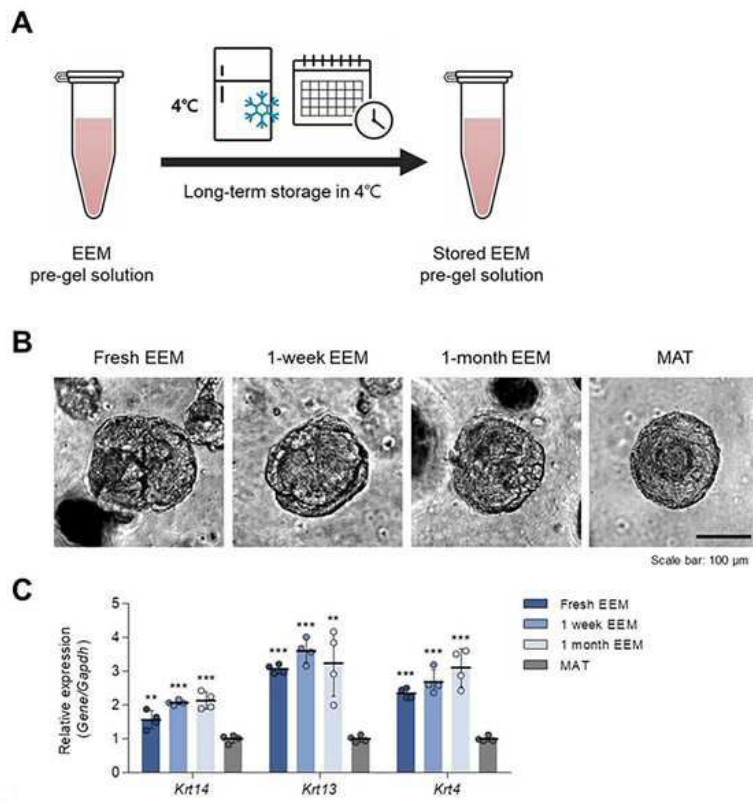 A
4℃
Long-term storage in 4℃
EEM
pre-gel solution
Stored EEM
pre-gel solution
B
Fresh EEM
1-week EEM
1-month EEM
MAT
Scale bar: 100 μm
C
Relative expression
(Gene/Gapdh)
5
4
3
2
1
0
** *** ***
*** *** **
*** *** ***
Krt14
Krt13
Krt4
Fresh EEM
1 week EEM
1 month EEM
MAT